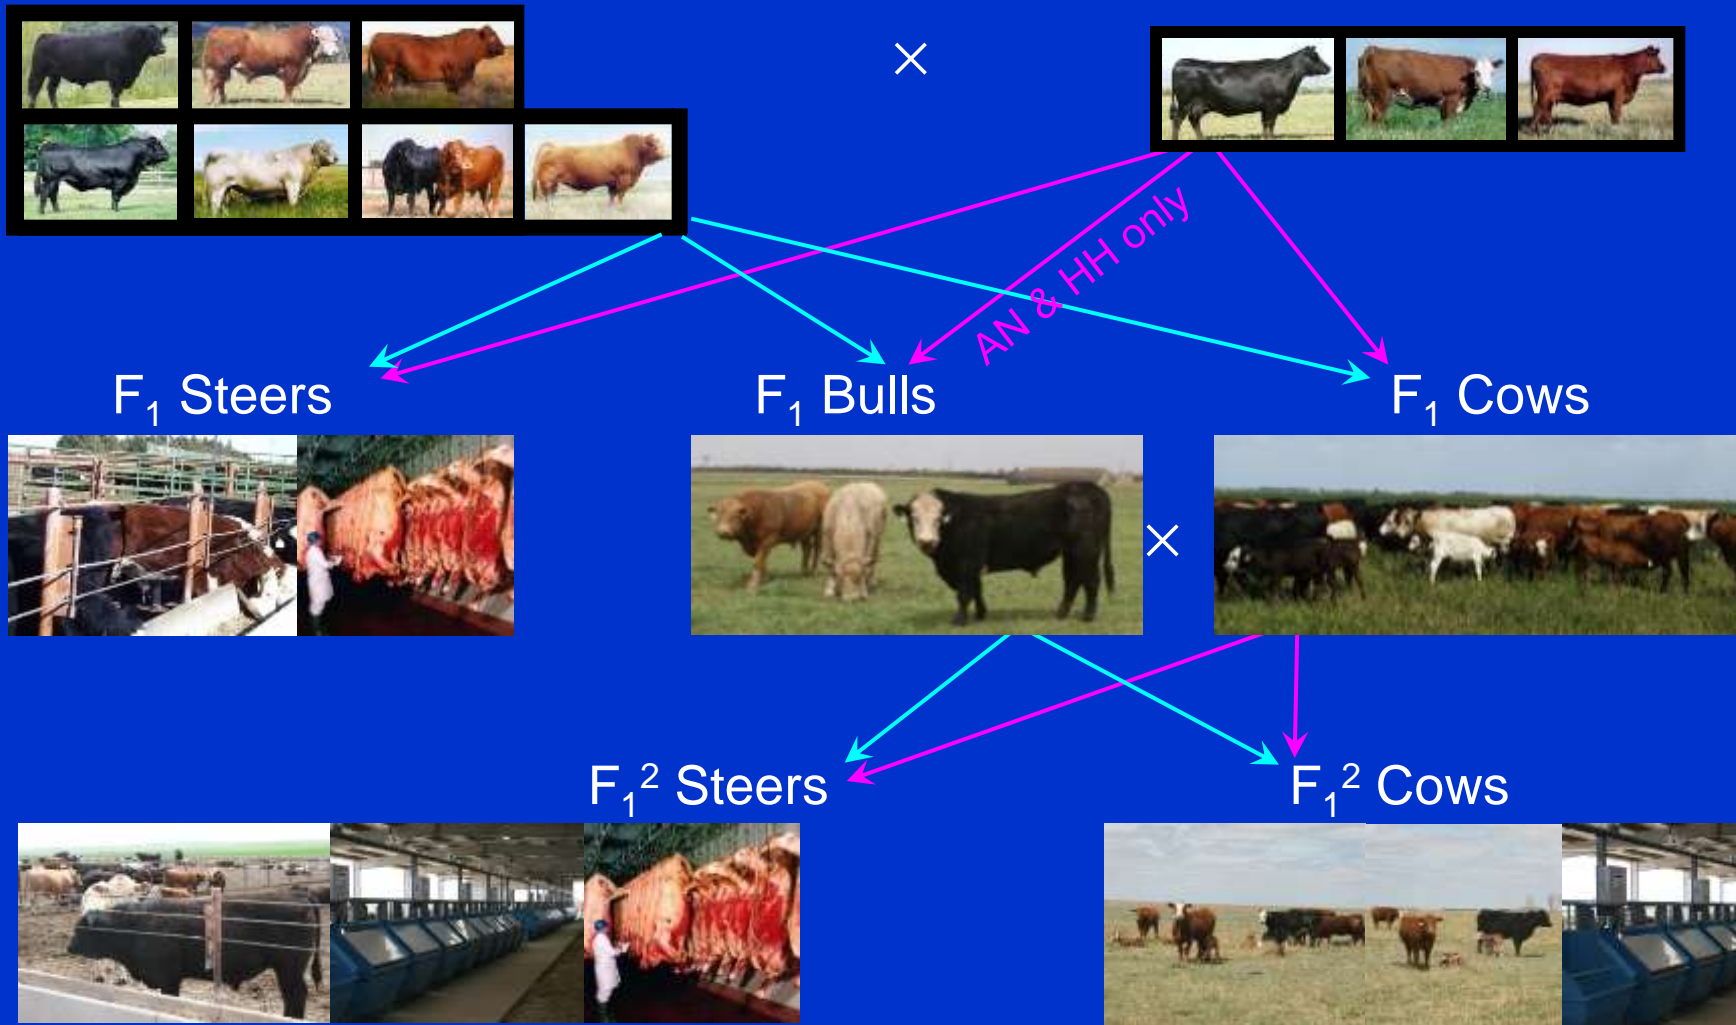 ×
AN & HH only
F₁ Steers
F₁ Bulls
F₁ Cows
×
F₁² Steers
F₁² Cows